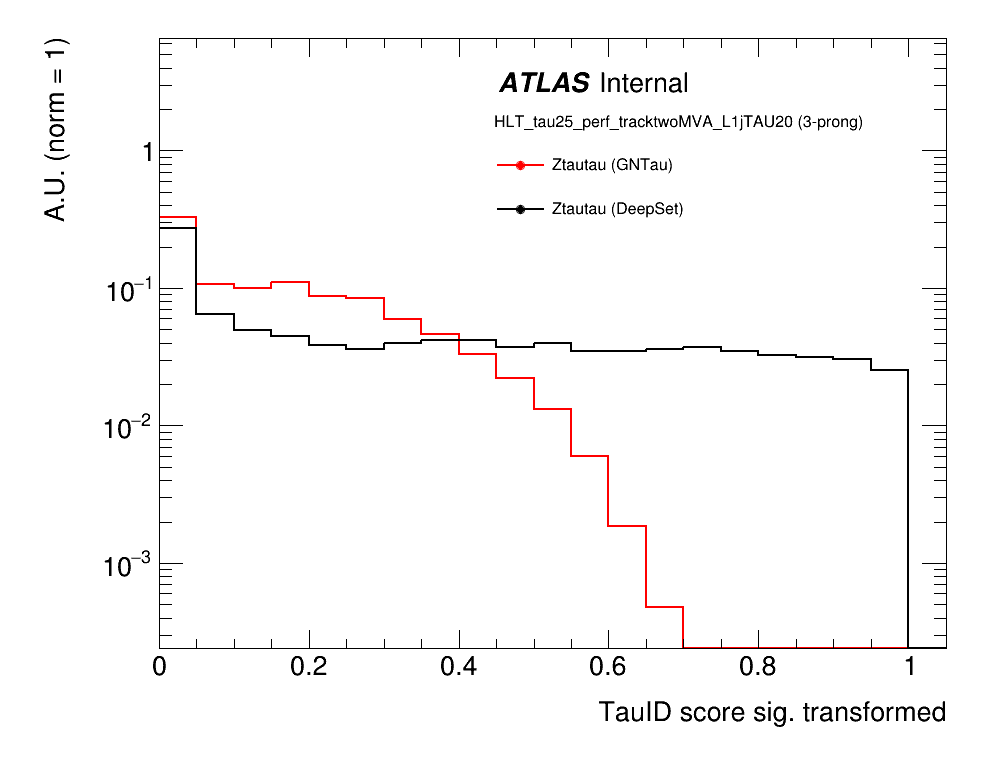 A.U. (norm = 1)
ATLAS Internal
HLT_tau25_perf_tracktwoMVA_L1jTAU20 (3-prong)
Ztautau (GNTau)
Ztautau (DeepSet)
1
10⁻¹
10⁻²
10⁻³
0 0.2 0.4 0.6 0.8 1
TauID score sig. transformed